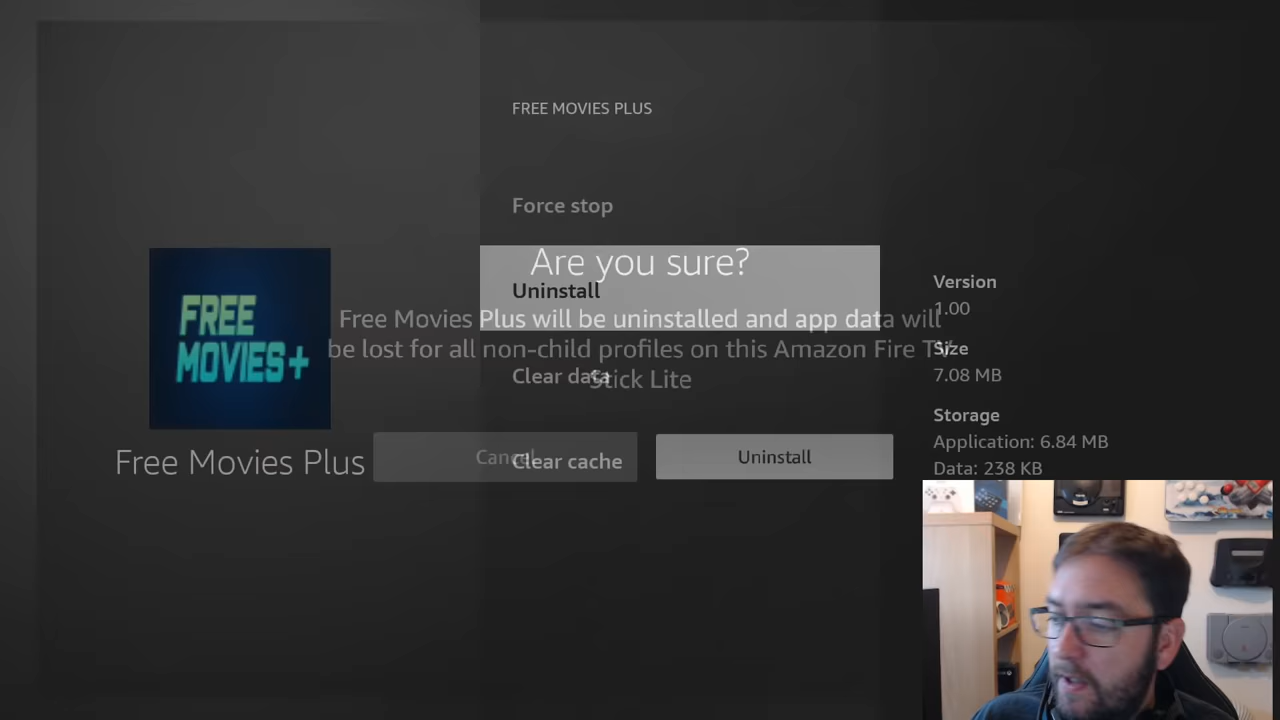 FREE MOVIES PLUS
Force stop
Are you sure?
Uninstall
Free Movies Plus will be uninstalled and app data will
be lost for all non-child profiles on this Amazon Fire TV
Stick Lite
Clear data
Cancel
Clear cache
Uninstall
FREE
MOVIES+
Free Movies Plus
Version
1.00
Size
7.08 MB
Storage
Application: 6.84 MB
Data: 238 KB